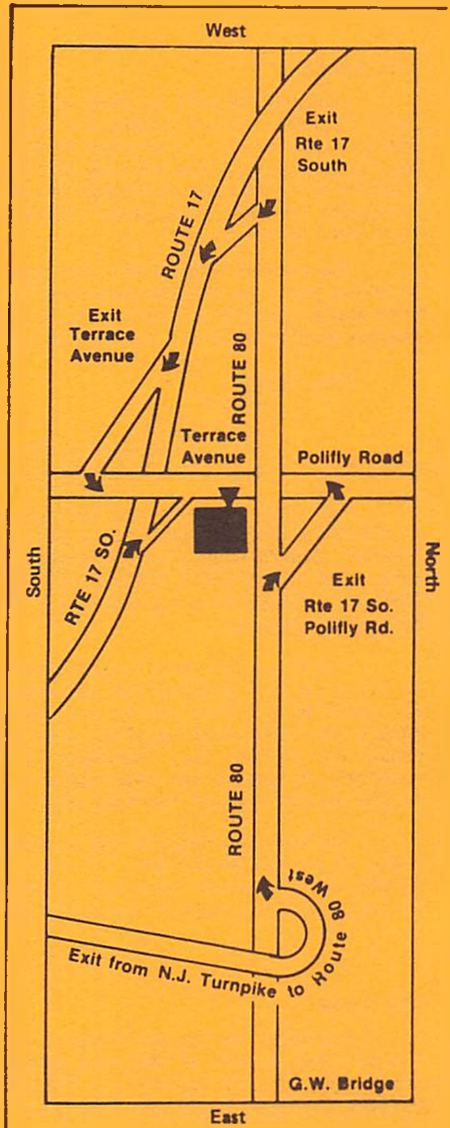 West
Exit
Rte 17
South
ROUTE 17
Exit
Terrace
Avenue
ROUTE 80
Terrace
Avenue
Polifly Road
South
RTE 17 SO.
North
Exit
Rte 17 So.
Polifly Rd.
ROUTE 80
Exit from N.J. Turnpike to Route 80 West
G.W. Bridge
East